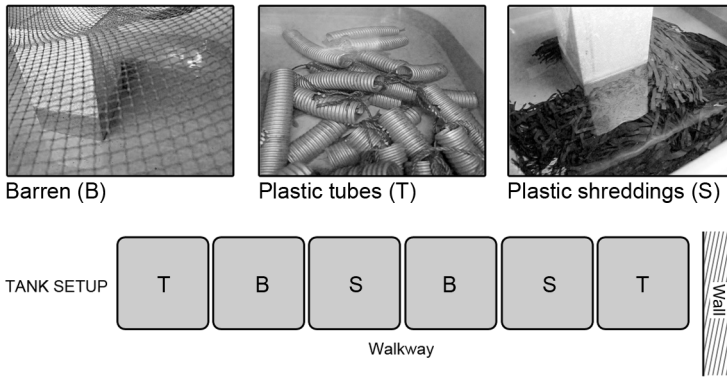 Barren (B)
Plastic tubes (T)
Plastic shreddings (S)
TANK SETUP
T
B
S
B
S
T
Wall
Walkway